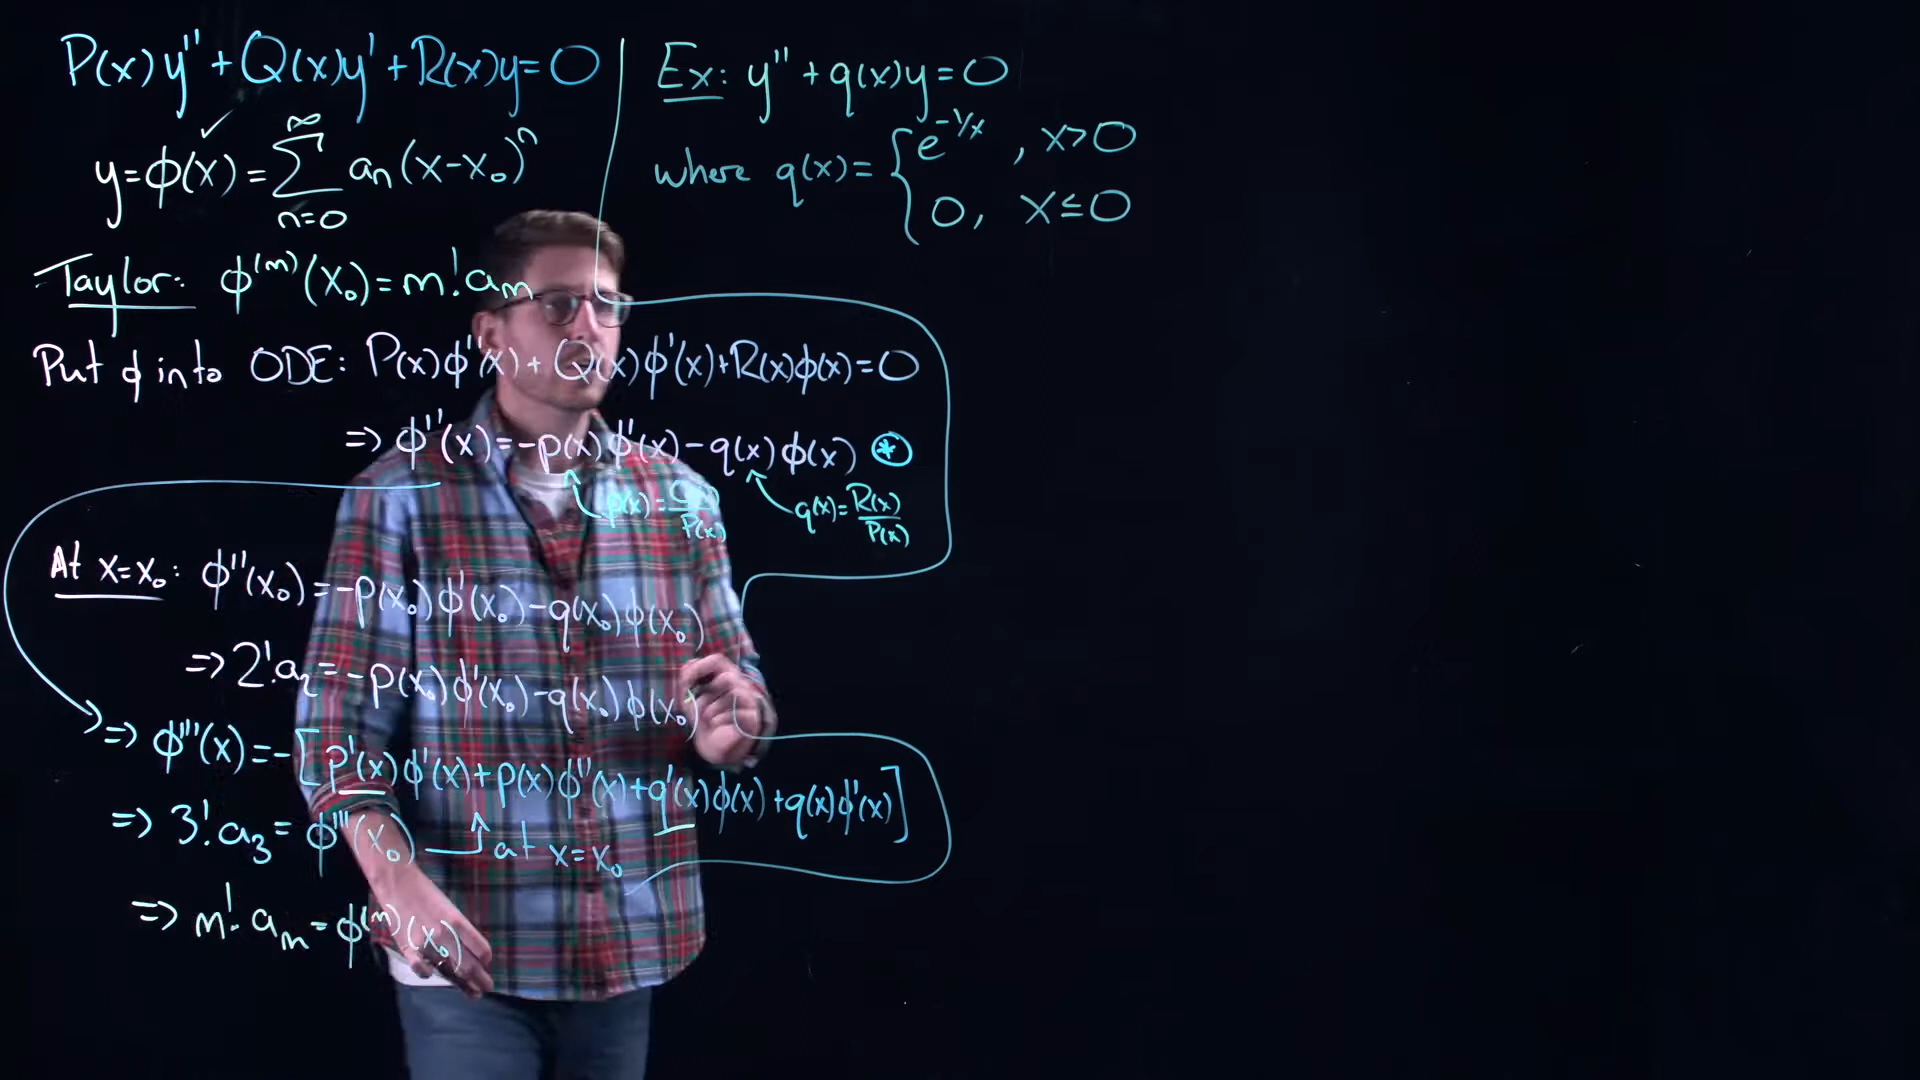 P(x)y''+Q(x)y'+R(x)y=0
y=ϕ(x)=∑_{n=0}^{∞} a_n(x-x_0)^n
Taylor: ϕ^{(m)}(x_0)=m!a_m
Put ϕ into ODE: P(x)ϕ''(x)+Q(x)ϕ'(x)+R(x)ϕ(x)=0
=> ϕ''(x)=-p(x)ϕ'(x)-q(x)ϕ(x) ⊛
p(x)=Q(x)/P(x)
q(x)=R(x)/P(x)
At x=x_0: ϕ''(x_0)=-p(x_0)ϕ'(x_0)-q(x_0)ϕ(x_0)
=> 2!a_2=-p(x_0)ϕ'(x_0)-q(x_0)ϕ(x_0)
=> ϕ'''(x)=-[p'(x)ϕ'(x)+p(x)ϕ''(x)+q'(x)ϕ(x)+q(x)ϕ'(x)]
=> 3!a_3=ϕ'''(x_0) at x=x_0
=> m!a_m=ϕ^{(m)}(x_0)
Ex: y''+q(x)y=0
where q(x)={e^{-1/x}, x>0
0, x≤0